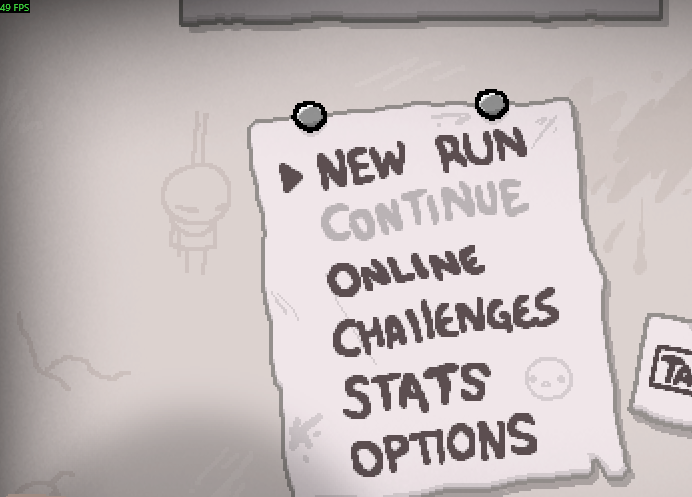 49 FPS
NEW RUN
CONTINUE
ONLINE
CHALLENGES
STATS
OPTIONS